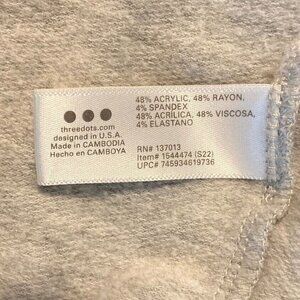 threedots.com
designed in U.S.A.
Made in CAMBODIA
Hecho en CAMBOYA
48% ACRYLIC, 48% RAYON,
4% SPANDEX
48% ACRÍLICA, 48% VISCOSA,
4% ELASTANO
RN# 137013
Item# 1544474 (S22)
UPC# 745934619736